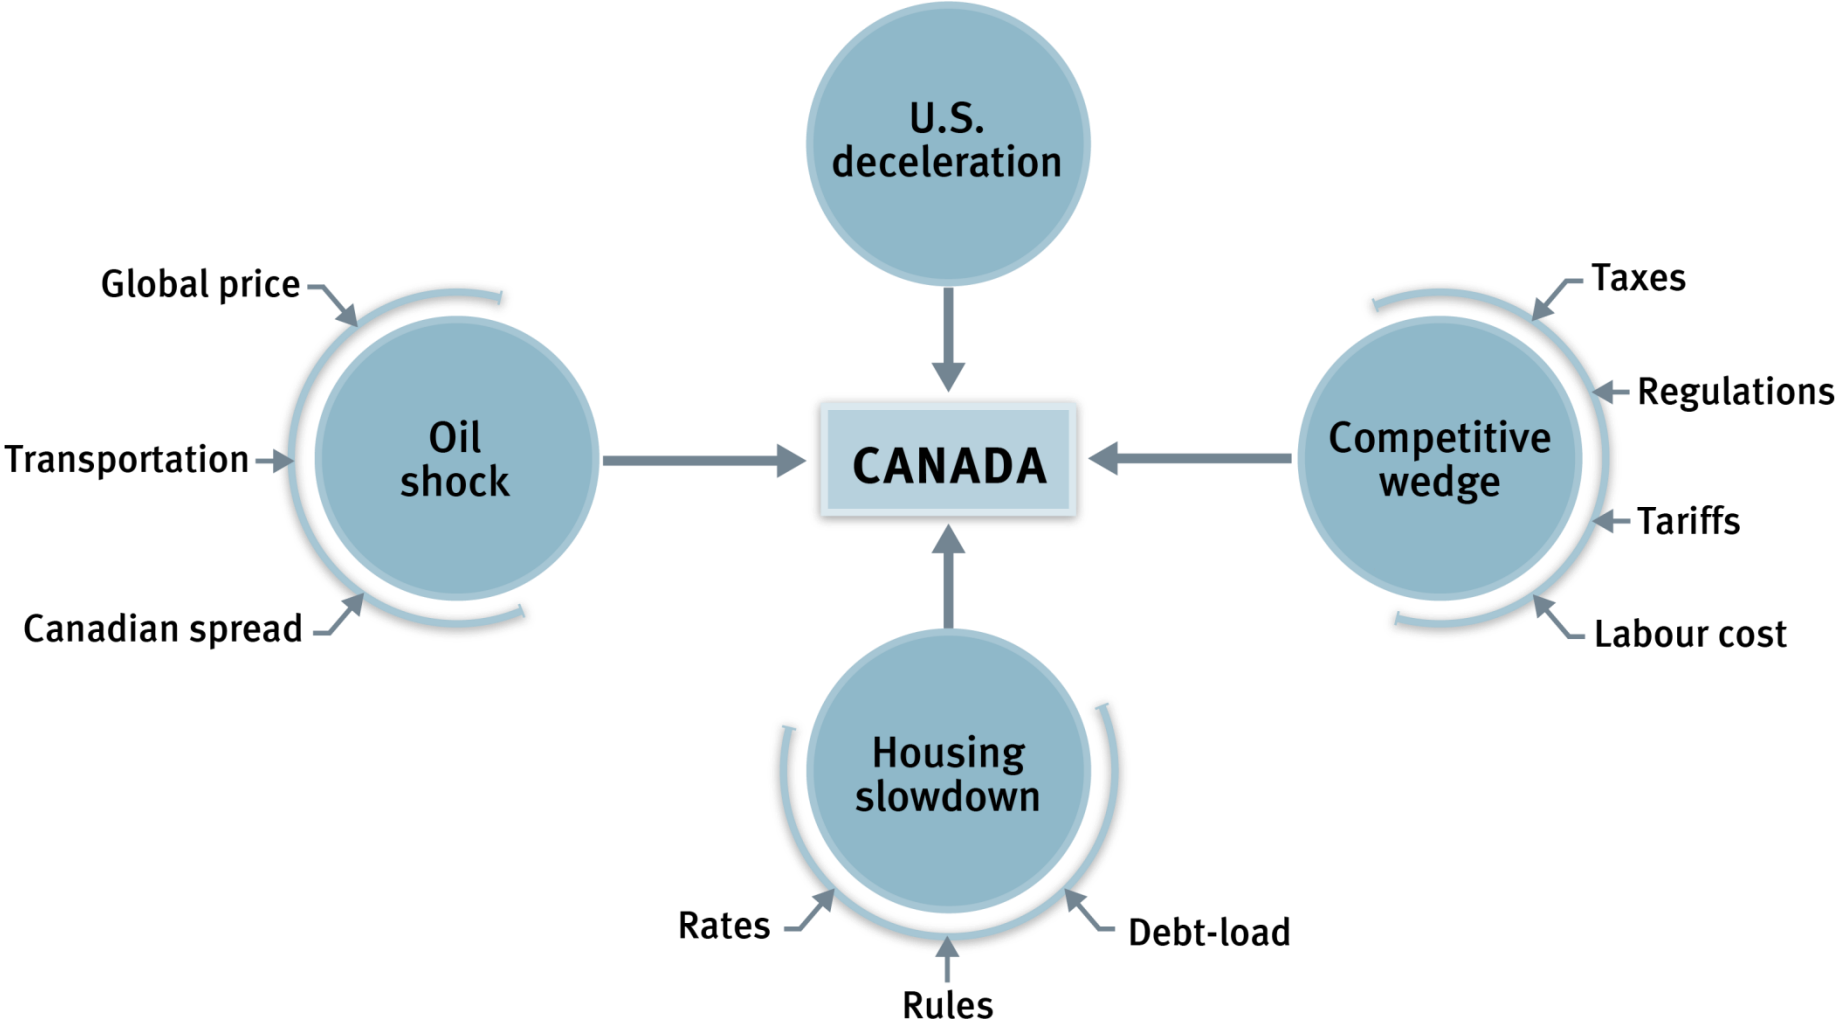 U.S.
deceleration
Global price
Transportation
Canadian spread
Oil
shock
CANADA
Competitive
wedge
Taxes
Regulations
Tariffs
Labour cost
Housing
slowdown
Rates
Rules
Debt-load